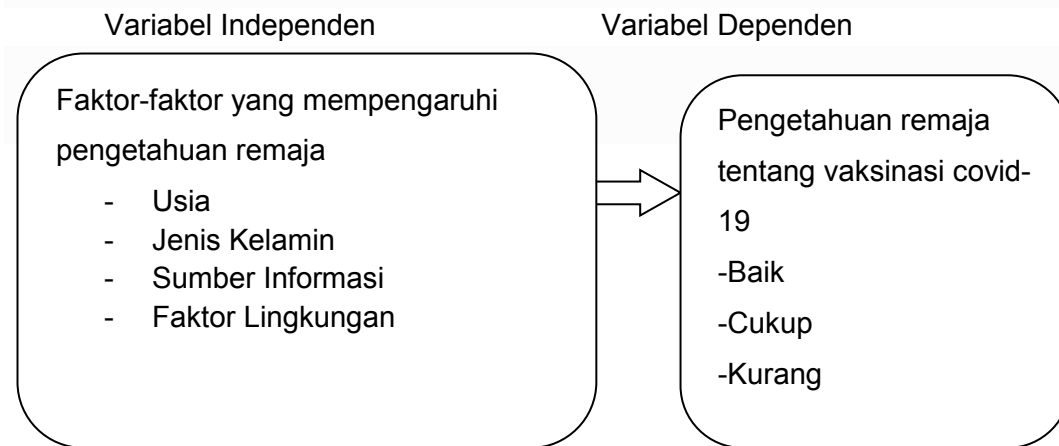 Variabel Independen Variabel Dependen
Faktor-faktor yang mempengaruhi
pengetahuan remaja
- Usia
- Jenis Kelamin
- Sumber Informasi
- Faktor Lingkungan
Pengetahuan remaja
tentang vaksinasi covid-
19
-Baik
-Cukup
-Kurang